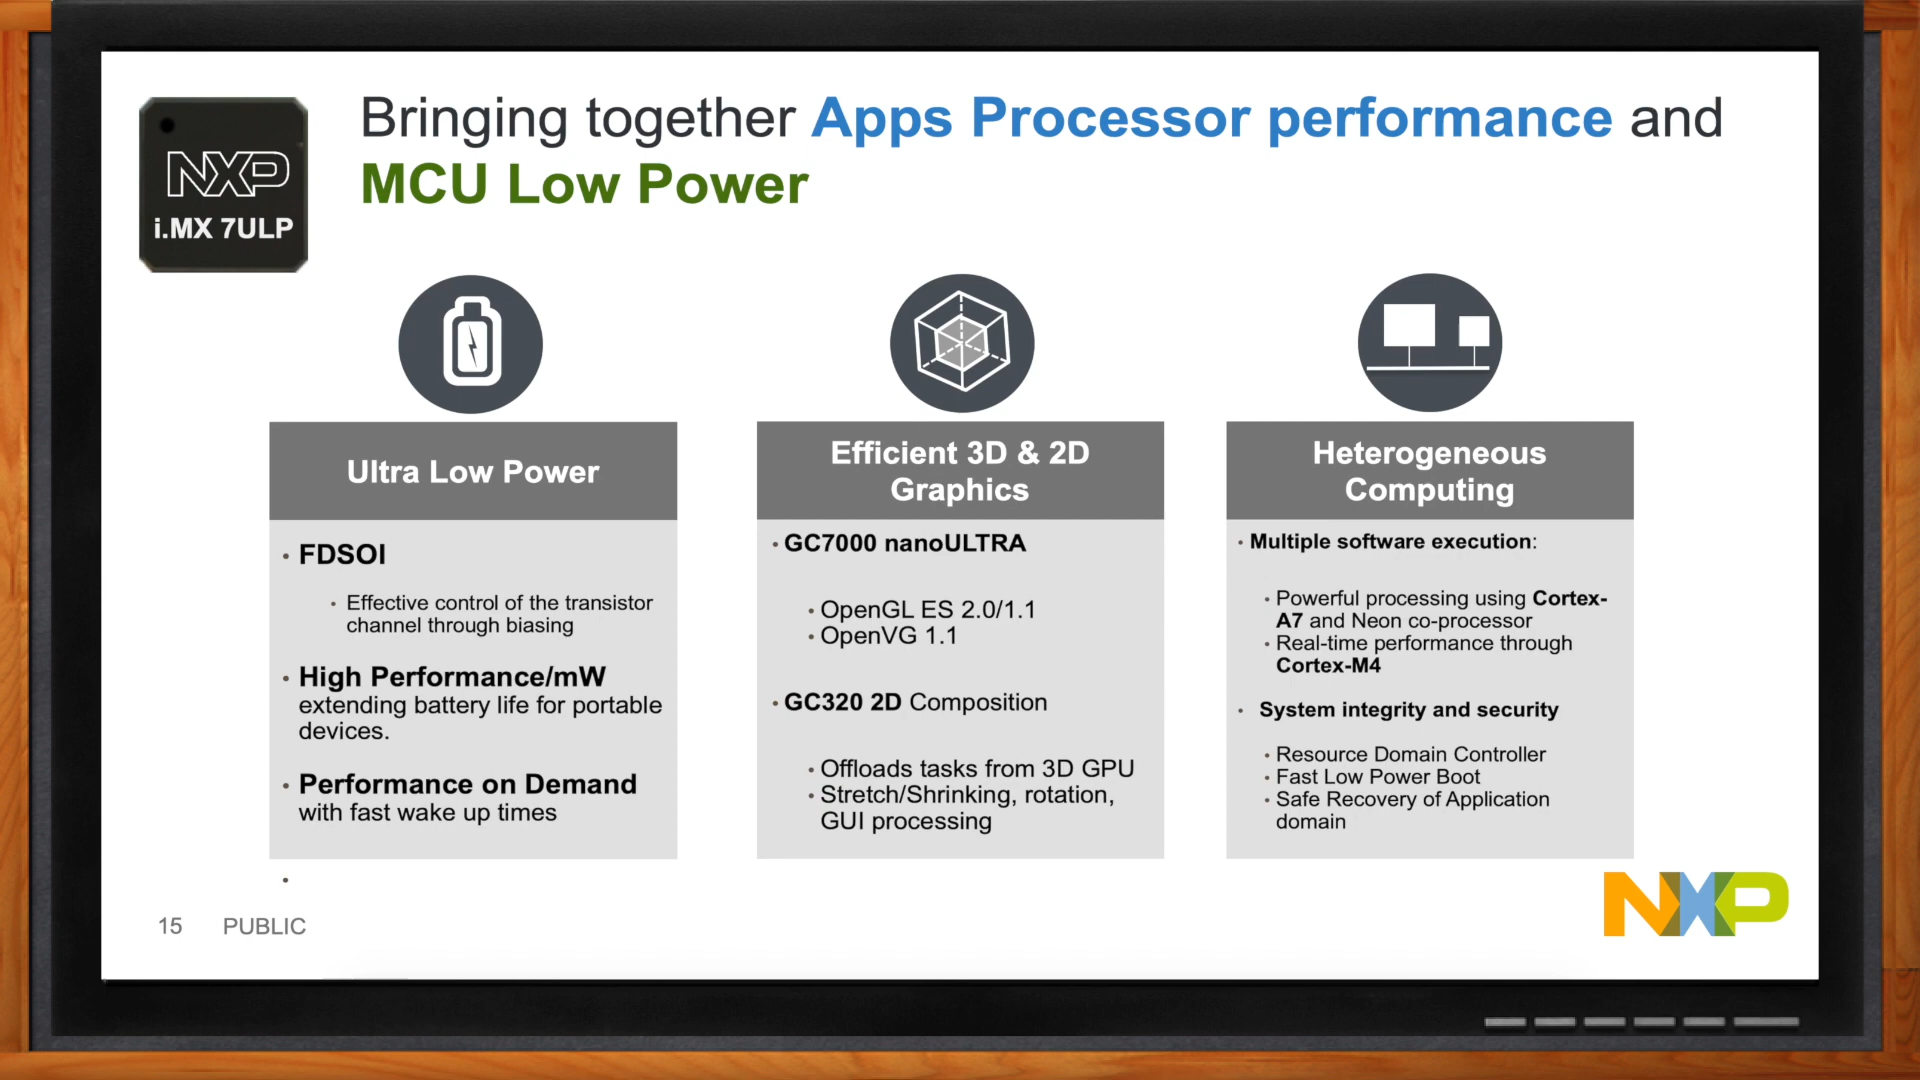 NXP
i.MX 7ULP
Bringing together Apps Processor performance and
MCU Low Power
Ultra Low Power
• FDSOI
• Effective control of the transistor
channel through biasing
• High Performance/mW
extending battery life for portable
devices.
• Performance on Demand
with fast wake up times
•
Efficient 3D & 2D
Graphics
• GC7000 nanoULTRA
• OpenGL ES 2.0/1.1
• OpenVG 1.1
• GC320 2D Composition
• Offloads tasks from 3D GPU
• Stretch/Shrinking, rotation,
GUI processing
Heterogeneous
Computing
• Multiple software execution:
• Powerful processing using Cortex-
A7 and Neon co-processor
• Real-time performance through
Cortex-M4
• System integrity and security
• Resource Domain Controller
• Fast Low Power Boot
• Safe Recovery of Application
domain
15 PUBLIC
NXP